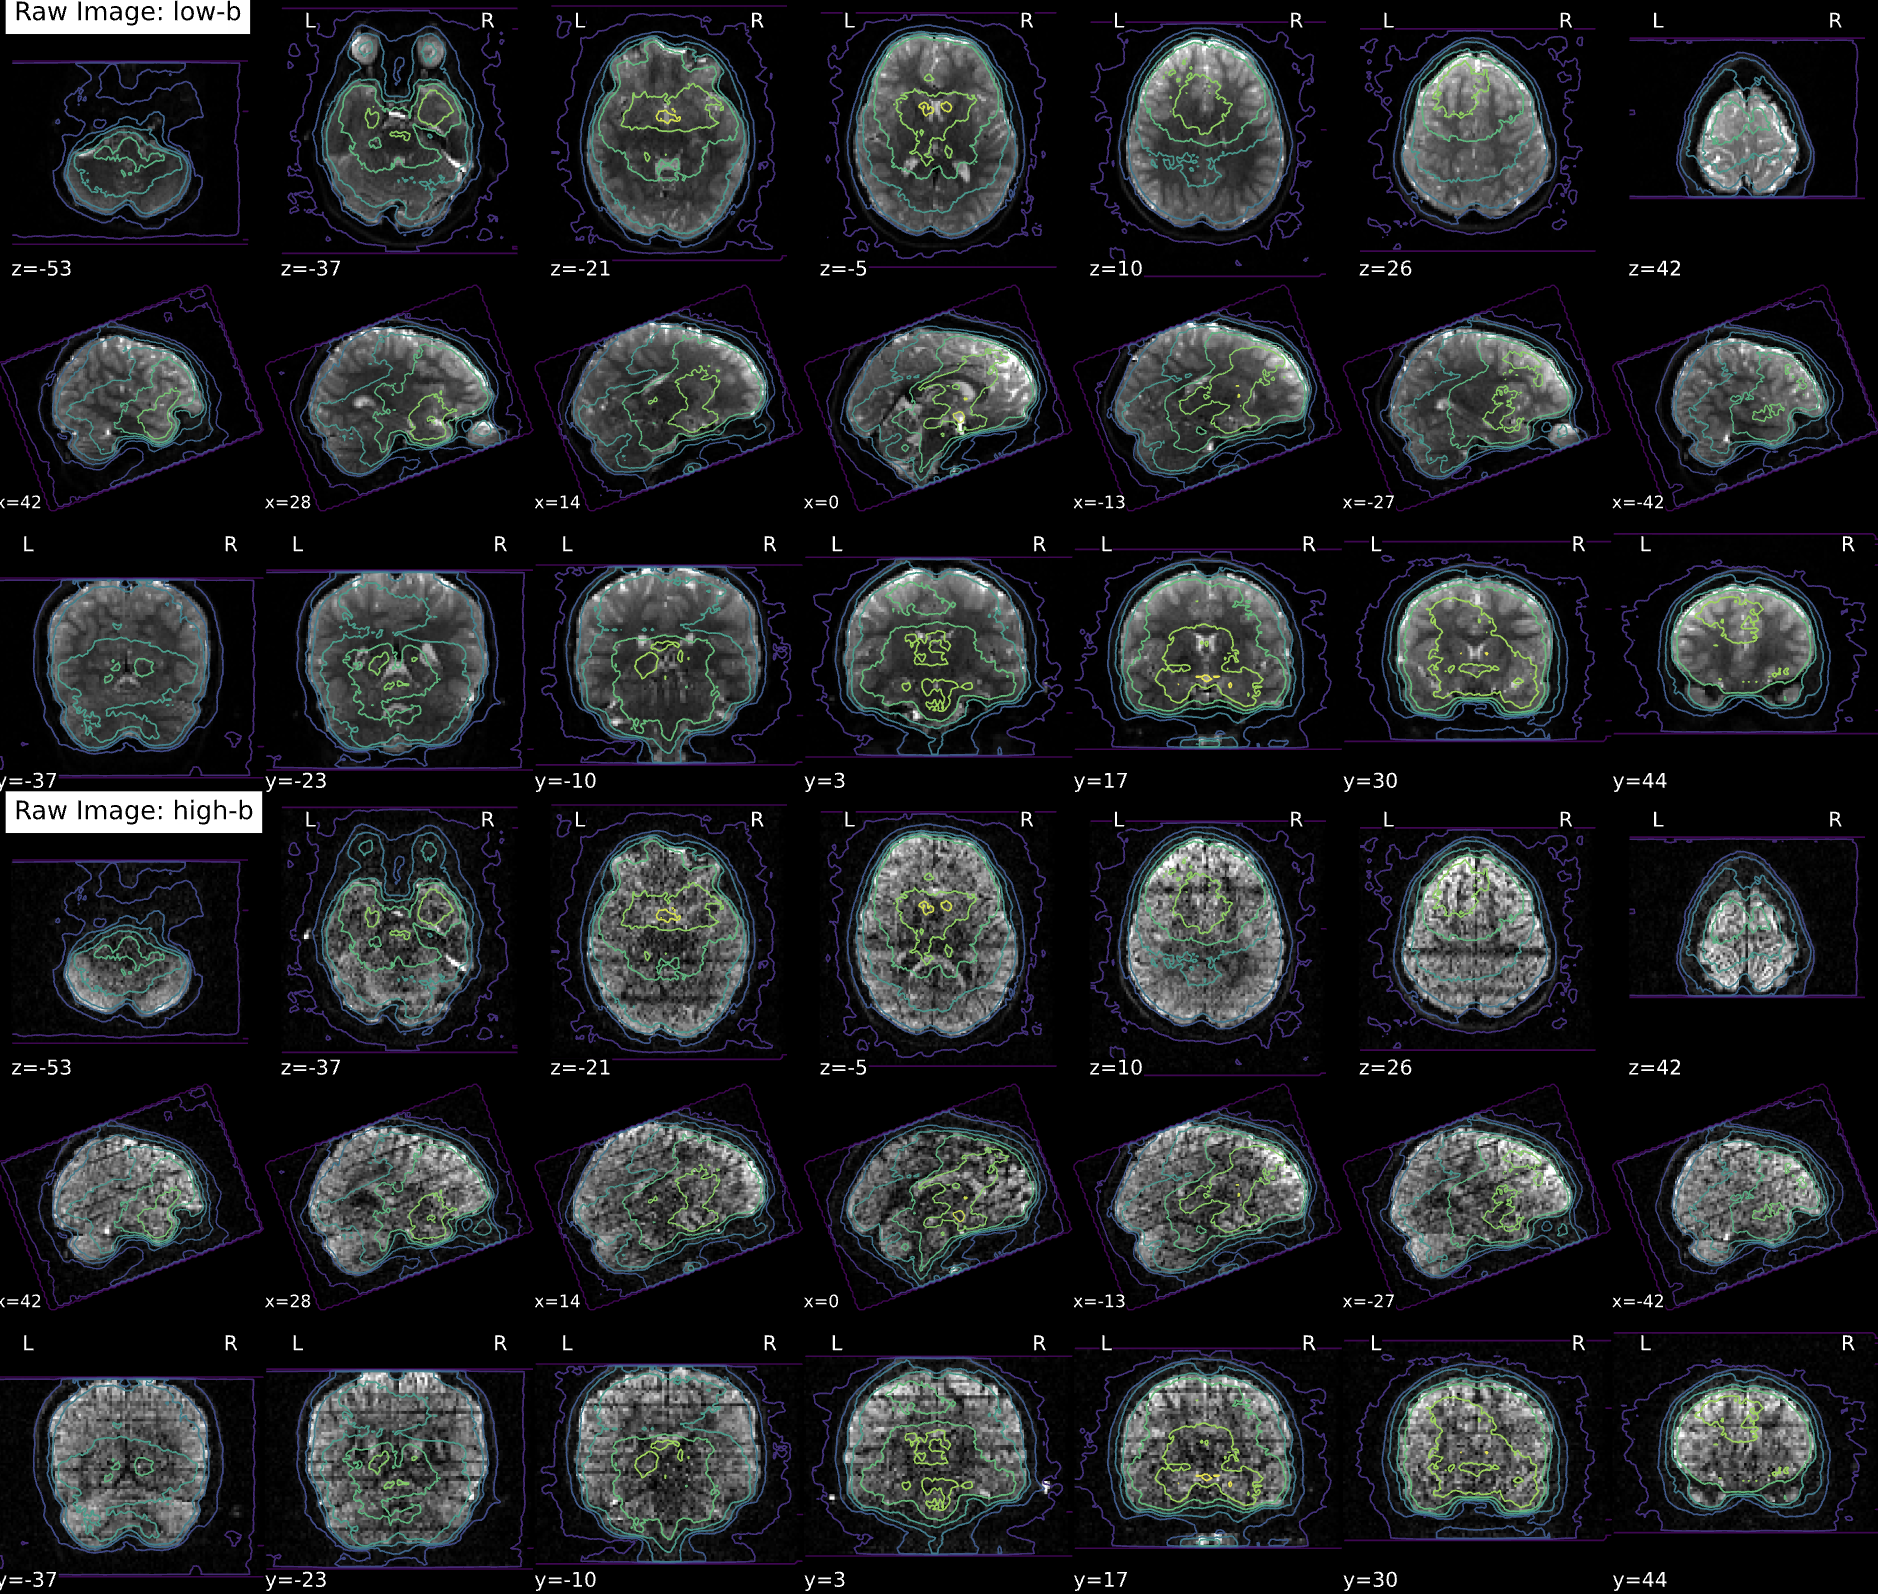 Raw Image: low-b
L R L R L R L R L R L R
z=-53 z=-37 z=-21 z=-5 z=10 z=26 z=42
x=42 x=28 x=14 x=0 x=-13 x=-27 x=-42
L R L R L R L R L R L R L R
y=-37 y=-23 y=-10 y=3 y=17 y=30 y=44
Raw Image: high-b
L R L R L R L R L R L R
z=-53 z=-37 z=-21 z=-5 z=10 z=26 z=42
x=42 x=28 x=14 x=0 x=-13 x=-27 x=-42
L R L R L R L R L R L R L R
y=-37 y=-23 y=-10 y=3 y=17 y=30 y=44